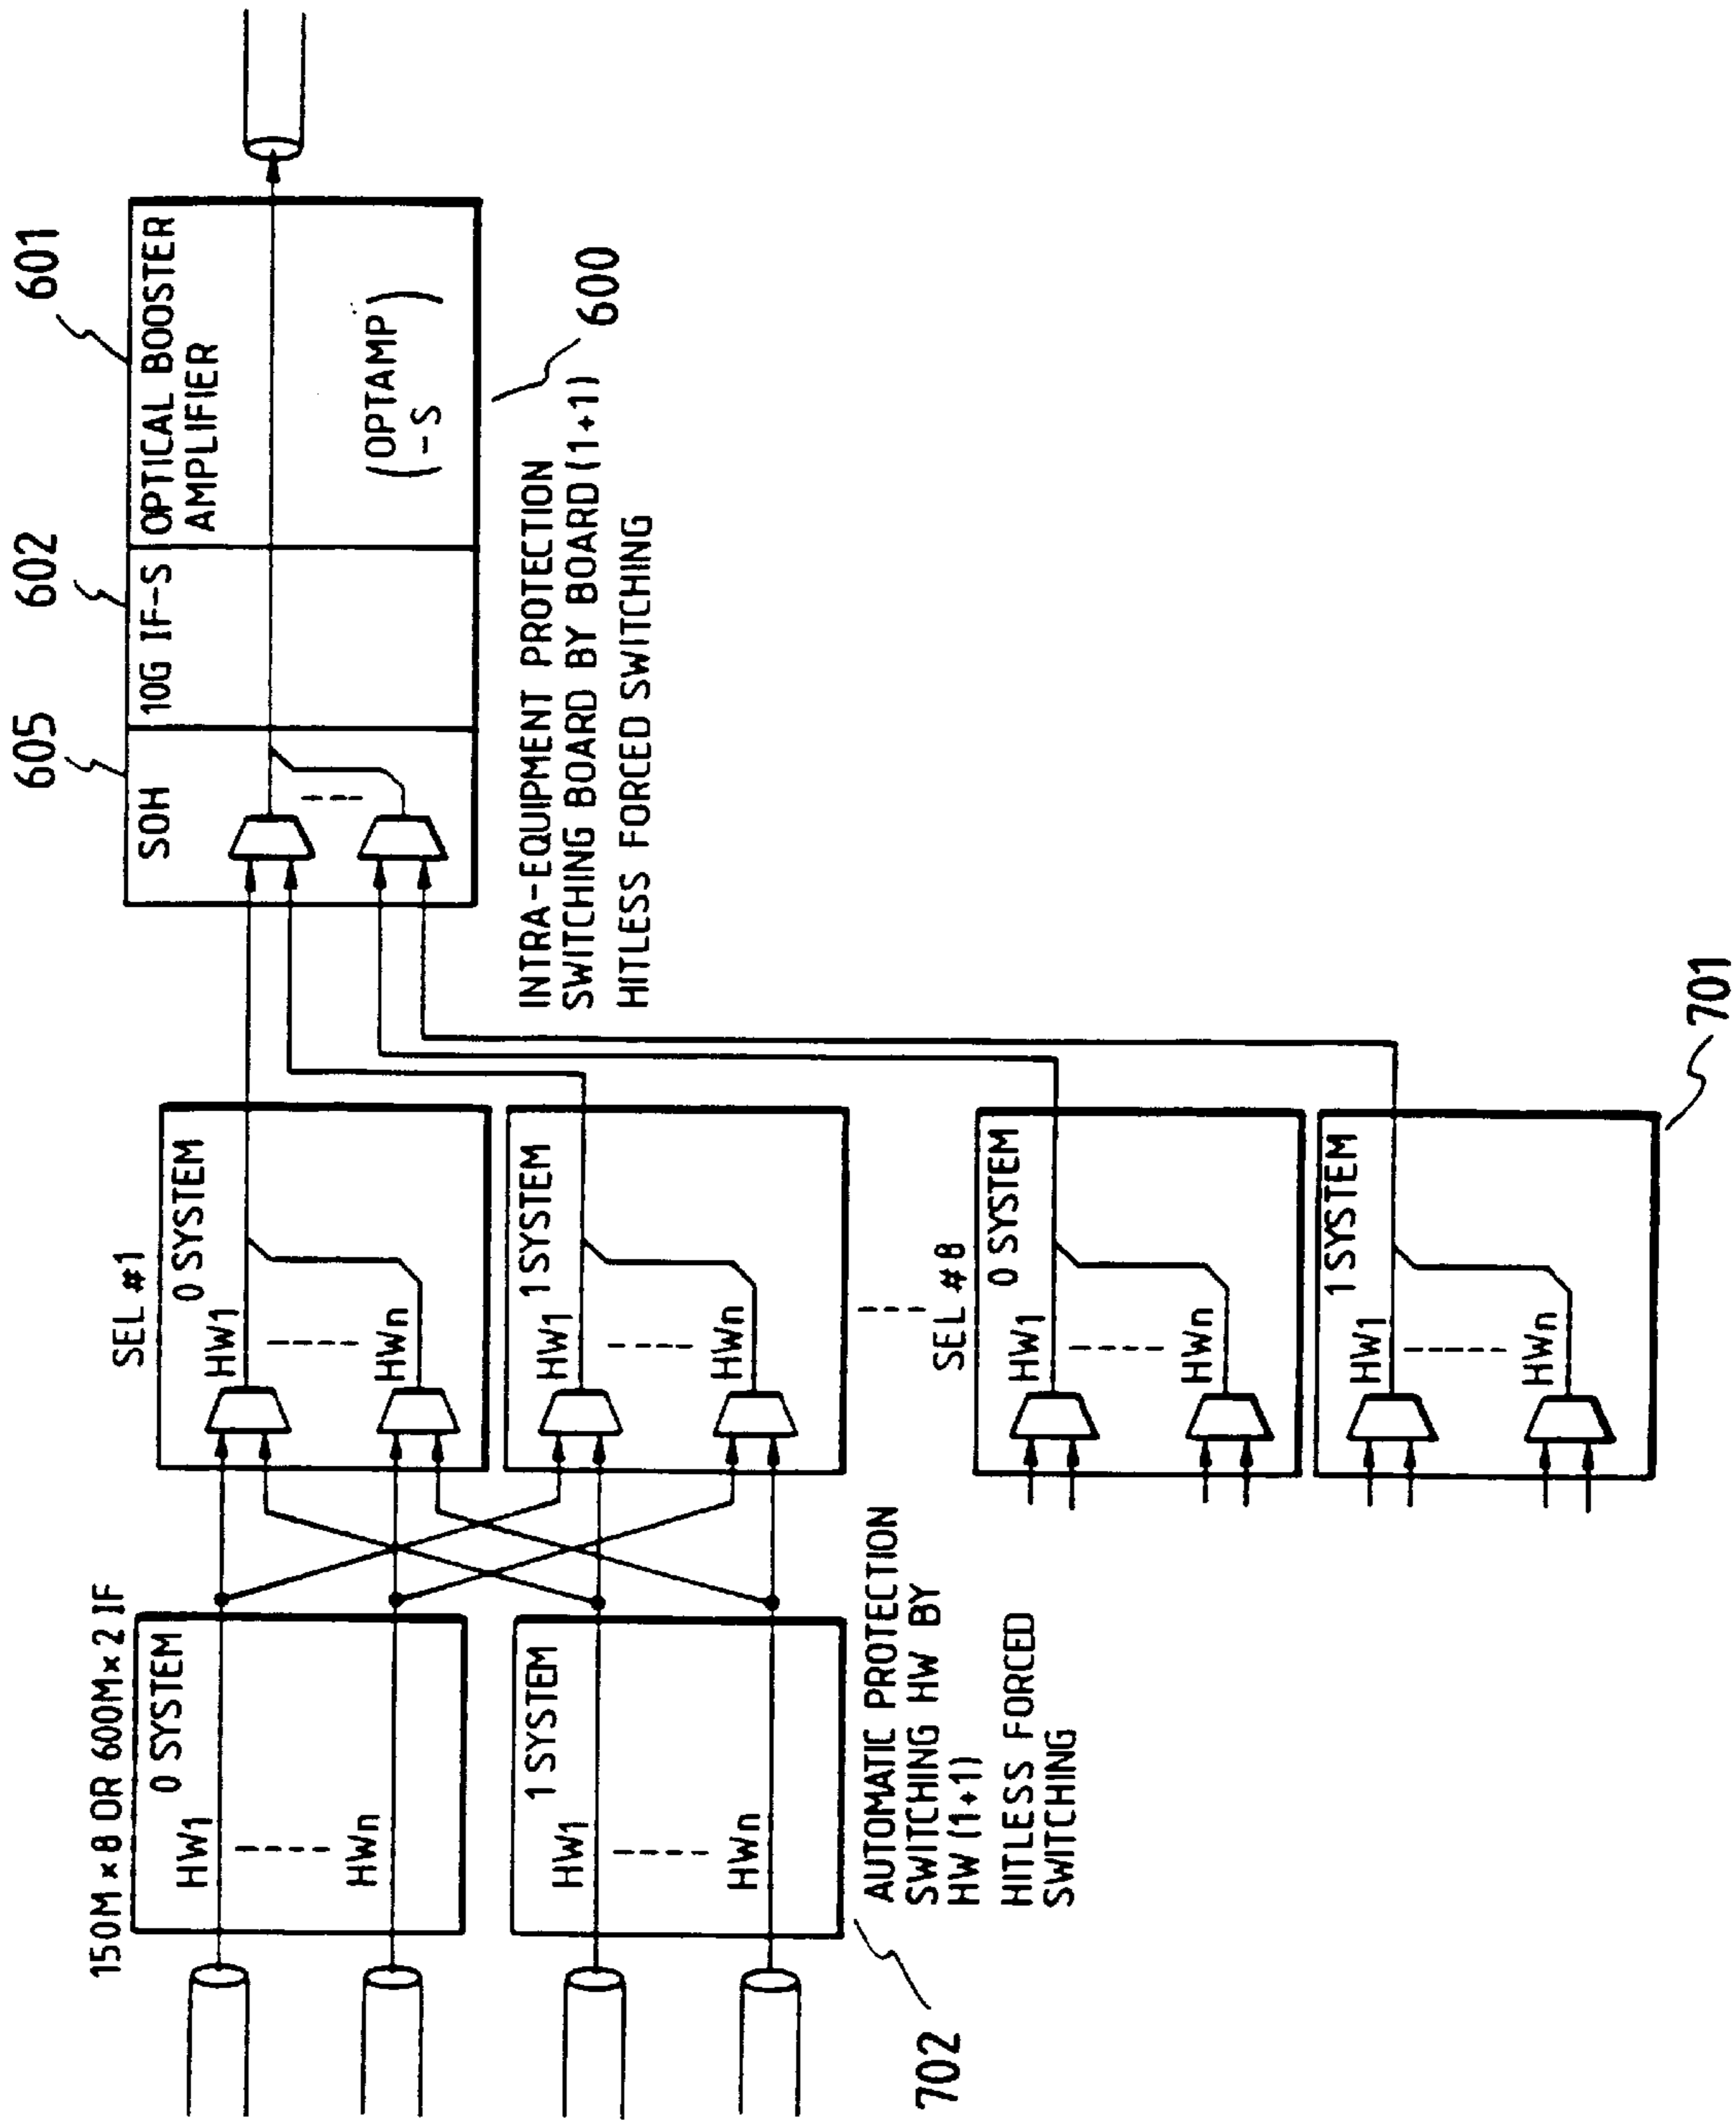 150M×8 OR 600M×2 IF
0 SYSTEM
HW1
HWn
1 SYSTEM
HW1
HWn
702
AUTOMATIC PROTECTION
SWITCHING HW BY
HW (1+1)
HITLESS FORCED
SWITCHING
SEL #1
0 SYSTEM
HW1
HWn
1 SYSTEM
HW1
HWn
SEL #8
0 SYSTEM
HW1
HWn
1 SYSTEM
HW1
HWn
701
605
602
601
SOH
10G IF-S
OPTICAL BOOSTER
AMPLIFIER
(OPTAMP
-S)
600
INTRA-EQUIPMENT PROTECTION
SWITCHING BOARD BY BOARD (1+1)
HITLESS FORCED SWITCHING